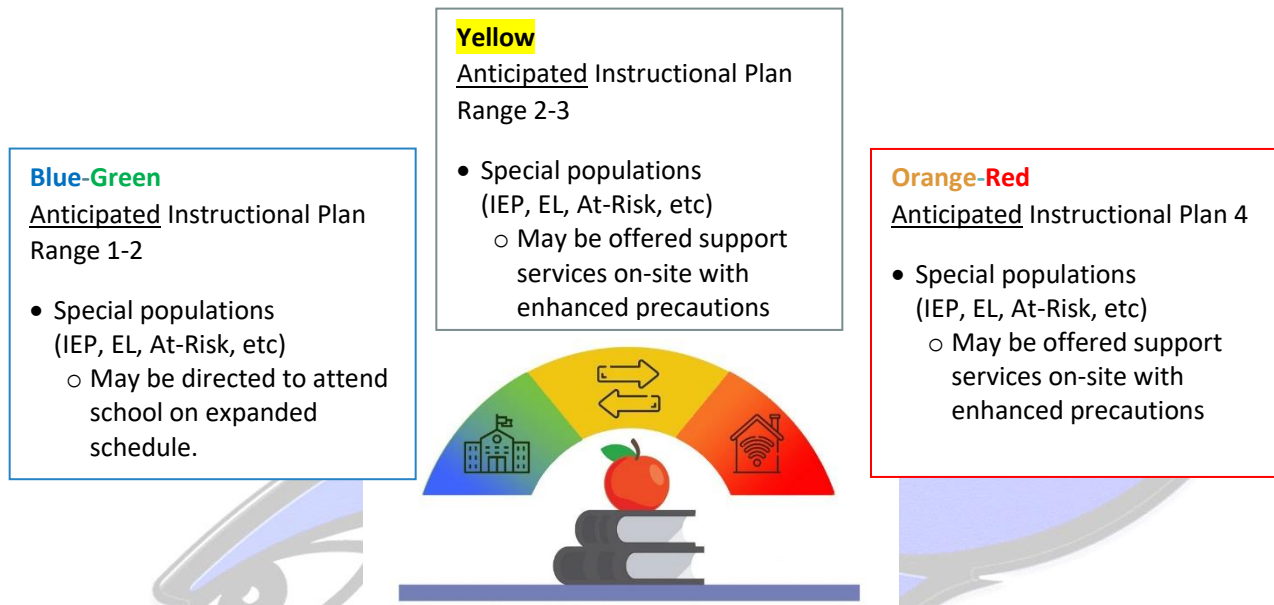 Yellow
Anticipated Instructional Plan
Range 2-3
• Special populations
(IEP, EL, At-Risk, etc)
o May be offered support
services on-site with
enhanced precautions
Blue-Green
Anticipated Instructional Plan
Range 1-2
• Special populations
(IEP, EL, At-Risk, etc)
o May be directed to attend
school on expanded
schedule.
Orange-Red
Anticipated Instructional Plan 4
• Special populations
(IEP, EL, At-Risk, etc)
o May be offered support
services on-site with
enhanced precautions